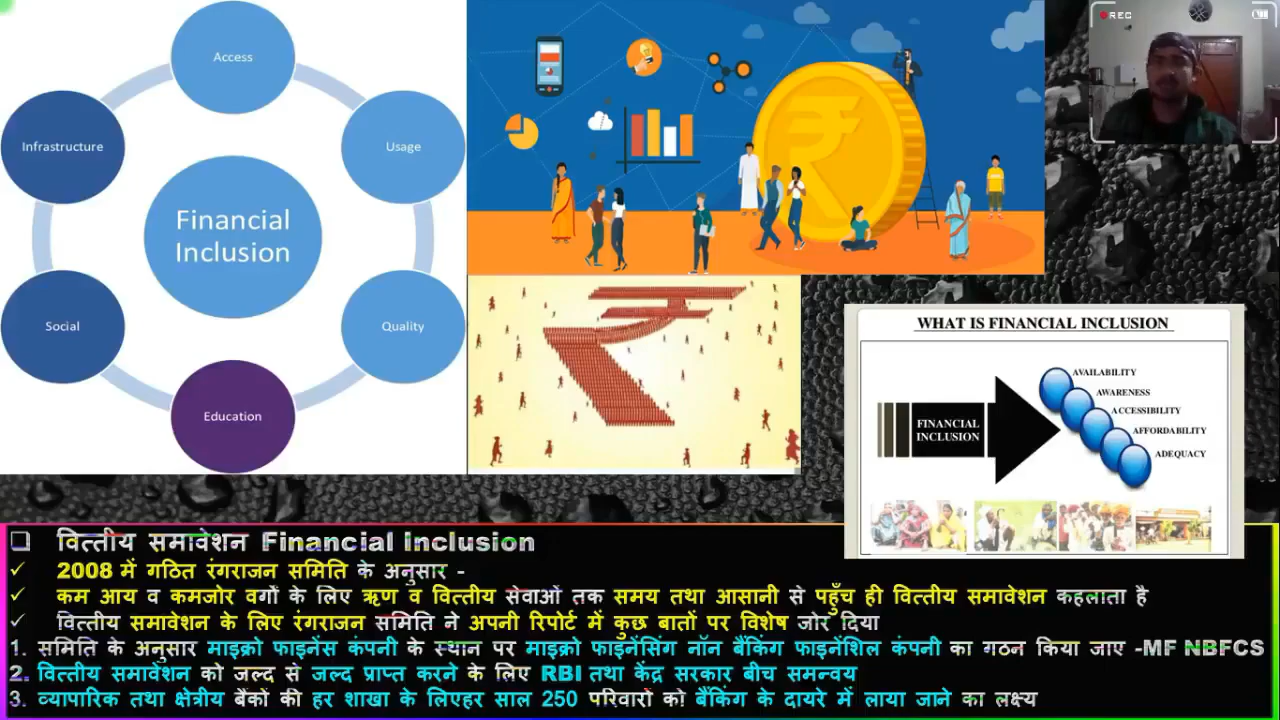 Access
Infrastructure
Usage
Financial
Inclusion
Social
Quality
Education
REC
WHAT IS FINANCIAL INCLUSION
FINANCIAL
INCLUSION
AVAILABILITY
AWARENESS
ACCESSIBILITY
AFFORDABILITY
ADEQUACY
वित्तीय समावेशन Financial Inclusion
2008 में गठित रंगराजन समिति के अनुसार -
कम आय व कमजोर वर्गो के लिए ऋण व वित्तीय सेवाओं तक समय तथा आसानी से पहुँच ही वित्तीय समावेशन कहलाता है
वित्तीय समावेशन के लिए रंगराजन समिति ने अपनी रिपोर्ट में कुछ बातों पर विशेष जोर दिया
1. समिति के अनुसार माइक्रो फाइनेंस कंपनी के स्थान पर माइक्रो फाइनेंसिंग नॉन बैंकिंग फाइनेंशिल कंपनी का गठन किया जाए -MF NBFCS
2. वित्तीय समावेशन को जल्द से जल्द प्राप्त करने के लिए RBI तथा केंद्र सरकार बीच समन्वय
3. व्यापारिक तथा क्षेत्रीय बैंकों की हर शाखा के लिएहर साल 250 परिवारों को बैंकिंग के दायरे में लाया जाने का लक्ष्य